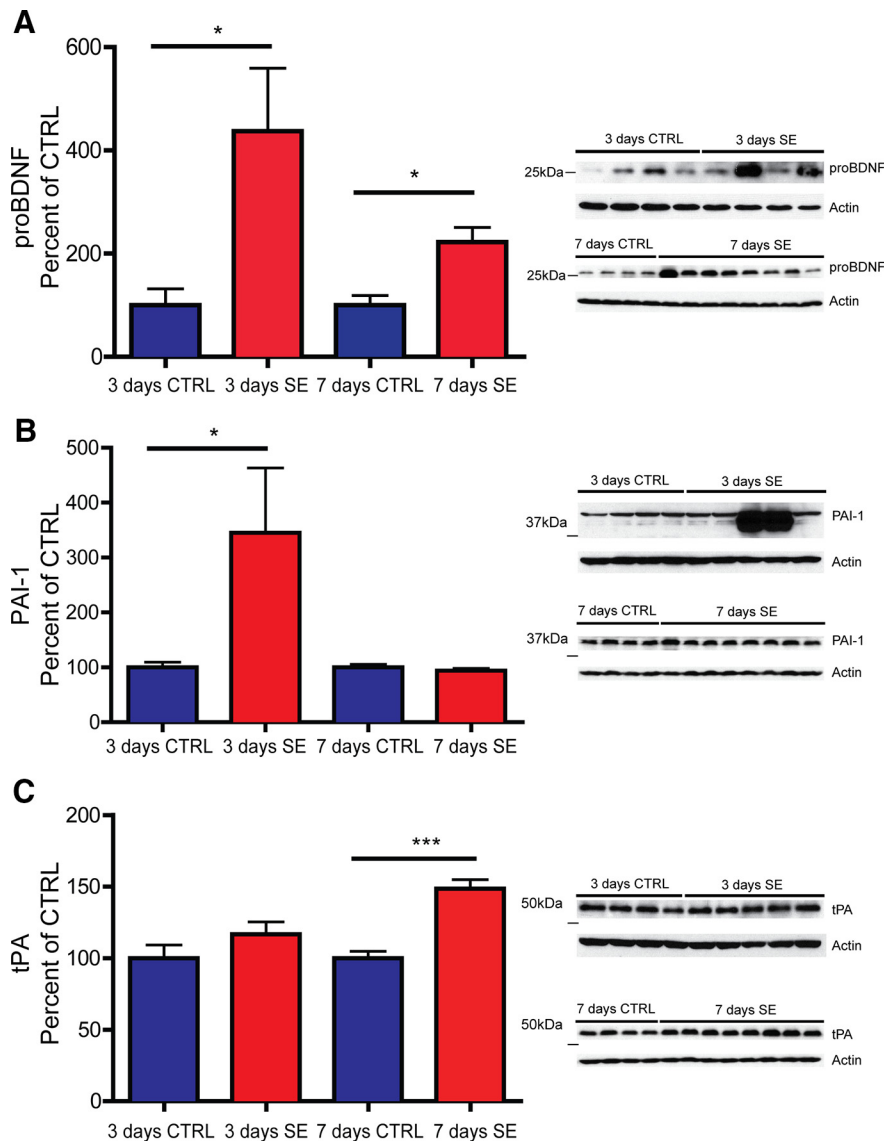 A
proBDNF
Percent of CTRL
600
400
200
0
*
*
3 days CTRL
3 days SE
7 days CTRL
7 days SE
3 days CTRL
3 days SE
25kDa
proBDNF
Actin
7 days CTRL
7 days SE
25kDa
proBDNF
Actin
B
PAI-1
Percent of CTRL
500
400
300
200
100
0
*
3 days CTRL
3 days SE
7 days CTRL
7 days SE
3 days CTRL
3 days SE
37kDa
PAI-1
Actin
7 days CTRL
7 days SE
37kDa
PAI-1
Actin
C
tPA
Percent of CTRL
200
150
100
50
0
***
3 days CTRL
3 days SE
7 days CTRL
7 days SE
3 days CTRL
3 days SE
50kDa
tPA
Actin
7 days CTRL
7 days SE
50kDa
tPA
Actin